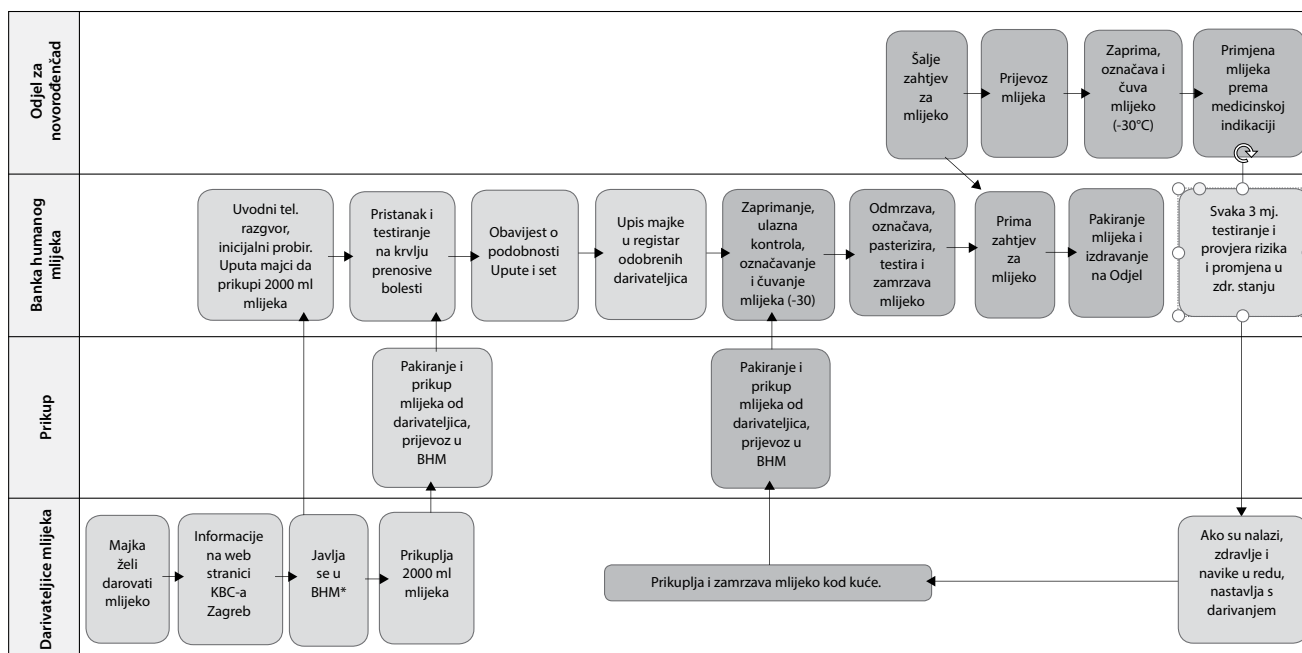 Odjel za
novorođenčad
Šalje
zahtjev
za
mlijeko
Prijevoz
mlijeka
Zaprima,
označava i
čuva
mlijeko
(-30°C)
Primjena
mlijeka
prema
medicinskoj
indikaciji
Banka humanog
mlijeka
Uvodni tel.
razgvor,
inicijalni probir.
Uputa majci da
prikupi 2000 ml
mlijeka
Pristanak i
testiranje
na krvlju
prenosive
bolesti
Obavijest o
podobnosti
Upute i set
Upis majke
u registar
odobrenih
darivateljica
Zaprimanje,
ulazna
kontrola,
označavanje
i čuvanje
mlijeka (-30)
Odmrzava,
označava,
pasterizira,
testira i
zamrzava
mlijeko
Prima
zahtjev
za
mlijeko
Pakiranje
mlijeka i
izdravanje
na Odjel
Svaka 3 mj.
testiranje i
provjera rizika
i promjena u
zdr. stanju
Prikup
Pakiranje i
prikup
mlijeka od
darivateljica,
prijevoz u
BHM
Pakiranje i
prikup
mlijeka od
darivateljica,
prijevoz u
BHM
Darivateljice mlijeka
Majka
želi
darovati
mlijeko
Informacije
na web
stranici
KBC-a
Zagreb
Javlja
se u
BHM*
Prikuplja
2000 ml
mlijeka
Prikuplja i zamrzava mlijeko kod kuće.
Ako su nalazi,
zdravlje i
navike u redu,
nastavlja s
darivanjem